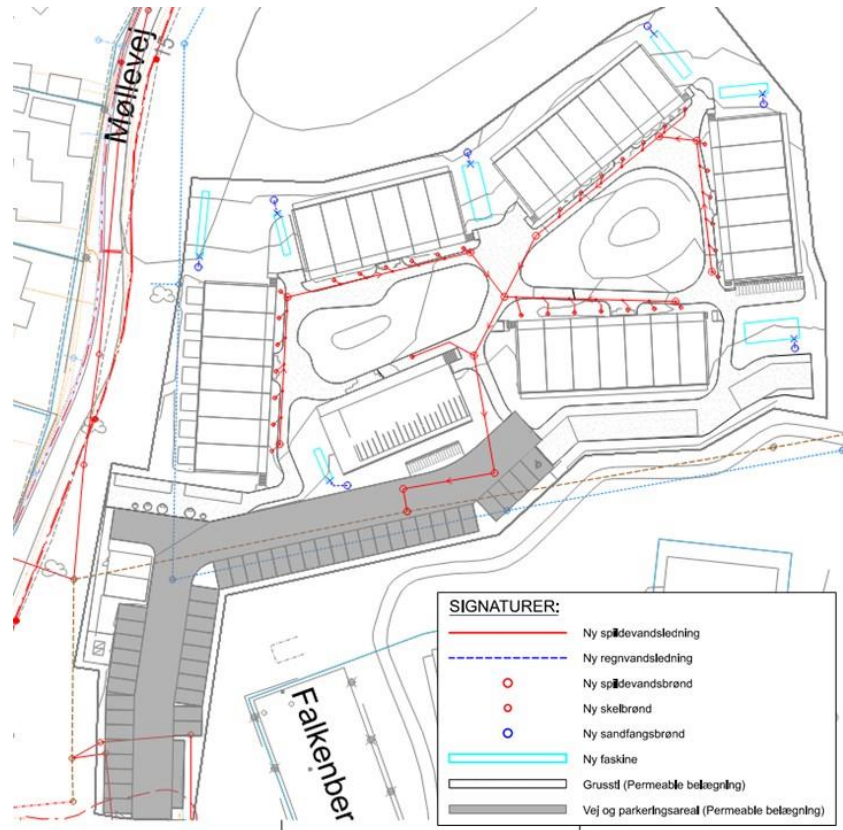 Møllevej
15
Falkenber
SIGNATURER:
Ny spildevandsledning
Ny regnvandsledning
Ny spildevandsbrønd
Ny skelbrønd
Ny sandfangsbrønd
Ny faskine
Grussti (Permeable belægning)
Vej og parkeringsareal (Permeable belægning)